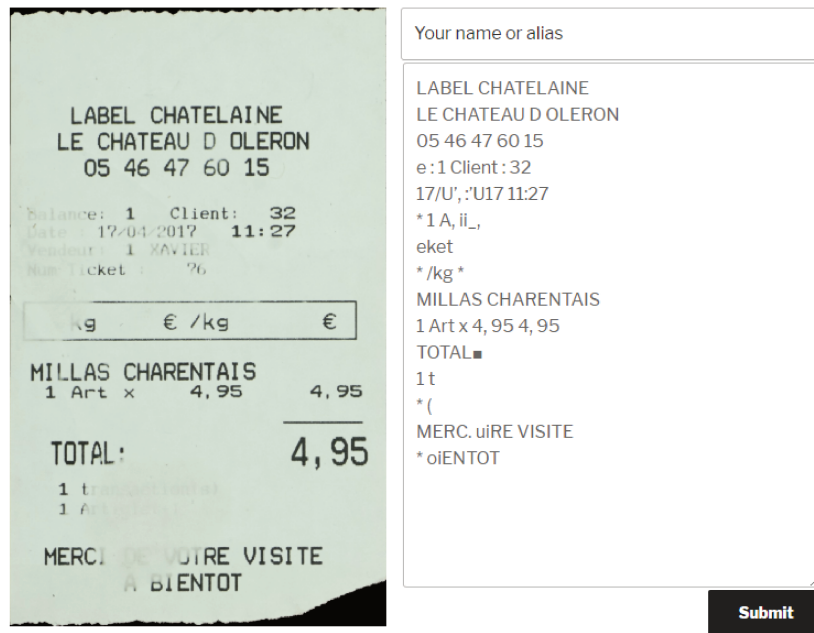 LABEL CHATELAINE
LE CHATEAU D OLERON
05 46 47 60 15
Balance: 1 Client: 32
Date : 17/04/2017 11:27
Vendeur: 1 XAVIER
Num Ticket : 76
kg € /kg €
MILLAS CHARENTAIS
1 Art x 4,95 4,95
TOTAL: 4,95
1 transaction(s)
1 Art
MERCI DE VOTRE VISITE
A BIENTOT
Your name or alias
LABEL CHATELAINE
LE CHATEAU D OLERON
05 46 47 60 15
e : 1 Client : 32
17/U’, :’U17 11:27
* 1 A, ii_,
eket
* /kg *
MILLAS CHARENTAIS
1 Art x 4, 95 4, 95
TOTAL■
1 t
* (
MERC. uiRE VISITE
* oiENTOT
Submit